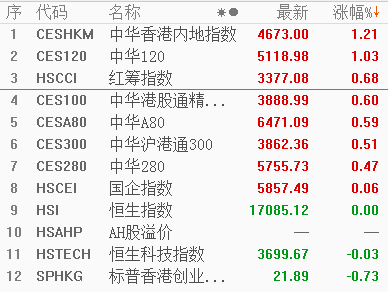 序 代码 名称 ☀● 最新 涨幅%↓
1 CESHKM 中华香港内地指数 4673.00 1.21
2 CES120 中华120 5118.98 1.03
3 HSCCI 红筹指数 3377.08 0.68
4 CES100 中华港股通精... 3888.99 0.60
5 CESA80 中华A80 6471.09 0.59
6 CES300 中华沪港通300 3862.36 0.51
7 CES280 中华280 5755.73 0.47
8 HSCEI 国企指数 5857.49 0.06
9 HSI 恒生指数 17085.12 0.00
10 HSAHP AH股溢价 — —
11 HSTECH 恒生科技指数 3699.67 -0.03
12 SPHKG 标普香港创业... 21.89 -0.73